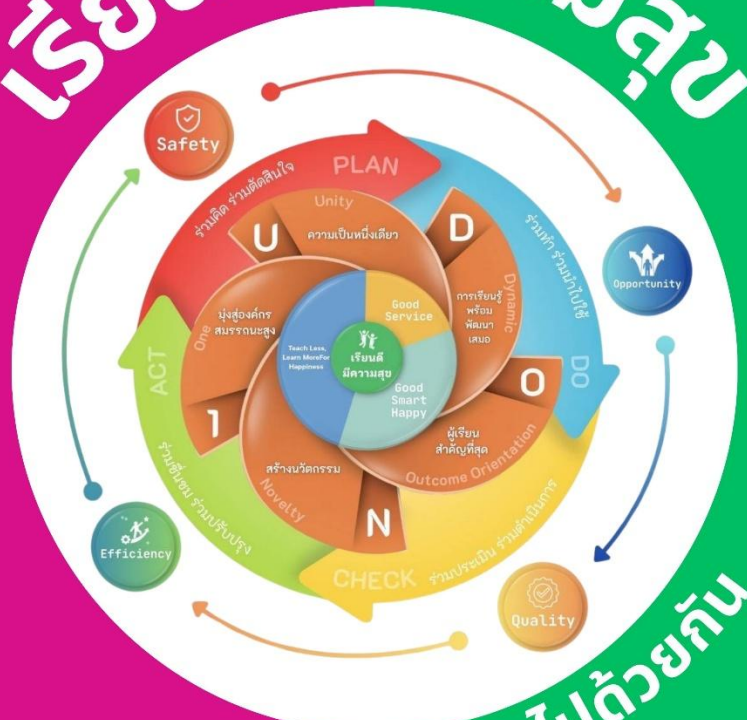 Safety
Opportunity
Quality
Efficiency
PLAN
ร่วมคิด ร่วมตัดสินใจ
DO
ร่วมทำ ร่วมนำไปใช้
CHECK
ร่วมประเมิน ร่วมดำเนินการ
ACT
ร่วมชื่นชม ร่วมปรับปรุง
U
Unity
ความเป็นหนึ่งเดียว
D
Dynamic
การเรียนรู้
พร้อม
พัฒนา
เสมอ
O
ผู้เรียน
สำคัญที่สุด
Outcome Orientation
N
สร้างนวัตกรรม
Novelty
1
One
มุ่งสู่องค์กร
สมรรถนะสูง
Good
Service
Good
Smart
Happy
Teach Less,
Learn MoreFor
Happiness
เรียนดี
มีความสุข
ไปด้วยกัน